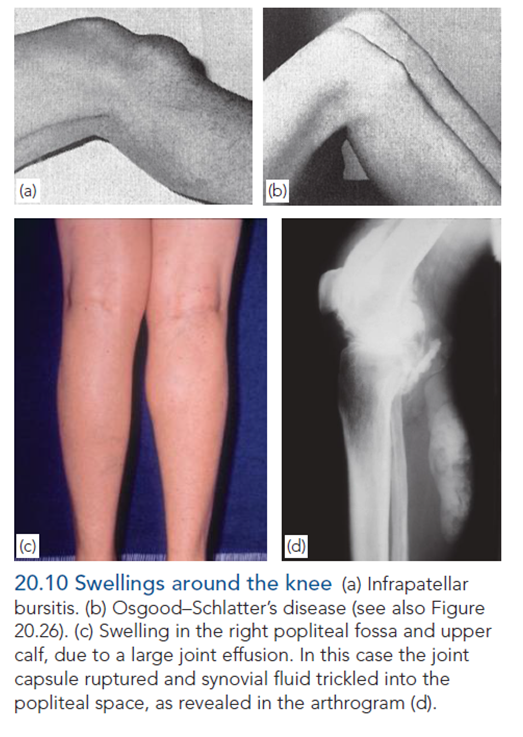 (a)
(b)
(c)
(d)
20.10 Swellings around the knee (a) Infrapatellar
bursitis. (b) Osgood–Schlatter’s disease (see also Figure
20.26). (c) Swelling in the right popliteal fossa and upper
calf, due to a large joint effusion. In this case the joint
capsule ruptured and synovial fluid trickled into the
popliteal space, as revealed in the arthrogram (d).